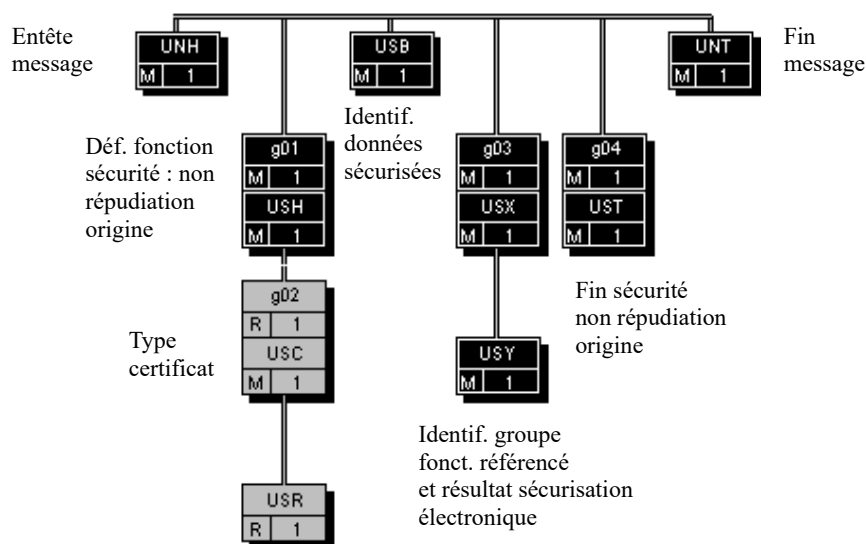 Entête
message
UNH
M 1
USB
M 1
UNT
M 1
Fin
message
Identif.
données
sécurisées
Déf. fonction
sécurité : non
répudiation
origine
g01
M 1
USH
M 1
g03
M 1
USX
M 1
g04
M 1
UST
M 1
g02
R 1
USC
M 1
Type
certificat
Fin sécurité
non répudiation
origine
USY
M 1
Identif. groupe
fonct. référencé
et résultat sécurisation
électronique
USR
R 1